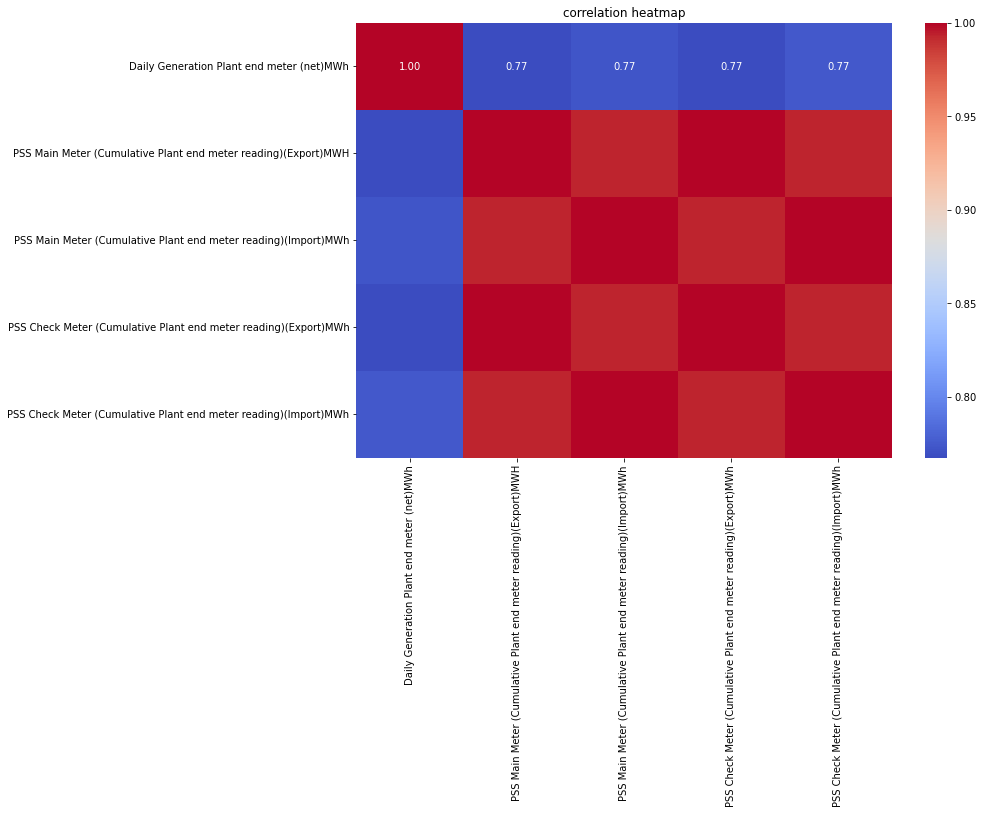 correlation heatmap
Daily Generation Plant end meter (net)MWh
1.00 0.77 0.77 0.77 0.77
PSS Main Meter (Cumulative Plant end meter reading)(Export)MWH
PSS Main Meter (Cumulative Plant end meter reading)(Import)MWh
PSS Check Meter (Cumulative Plant end meter reading)(Export)MWh
PSS Check Meter (Cumulative Plant end meter reading)(Import)MWh
Daily Generation Plant end meter (net)MWh
PSS Main Meter (Cumulative Plant end meter reading)(Export)MWH
PSS Main Meter (Cumulative Plant end meter reading)(Import)MWh
PSS Check Meter (Cumulative Plant end meter reading)(Export)MWh
PSS Check Meter (Cumulative Plant end meter reading)(Import)MWh
1.00
0.95
0.90
0.85
0.80